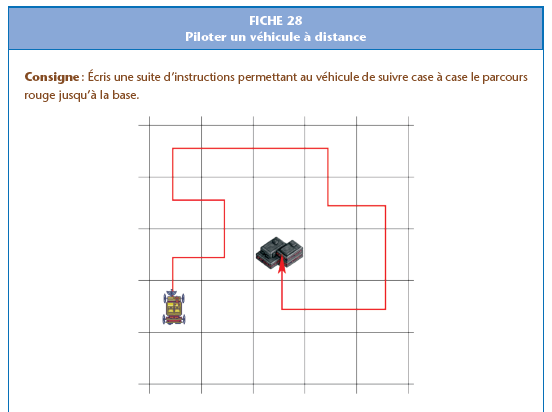 FICHE 28
Piloter un véhicule à distance
Consigne : Écris une suite d’instructions permettant au véhicule de suivre case à case le parcours
rouge jusqu’à la base.